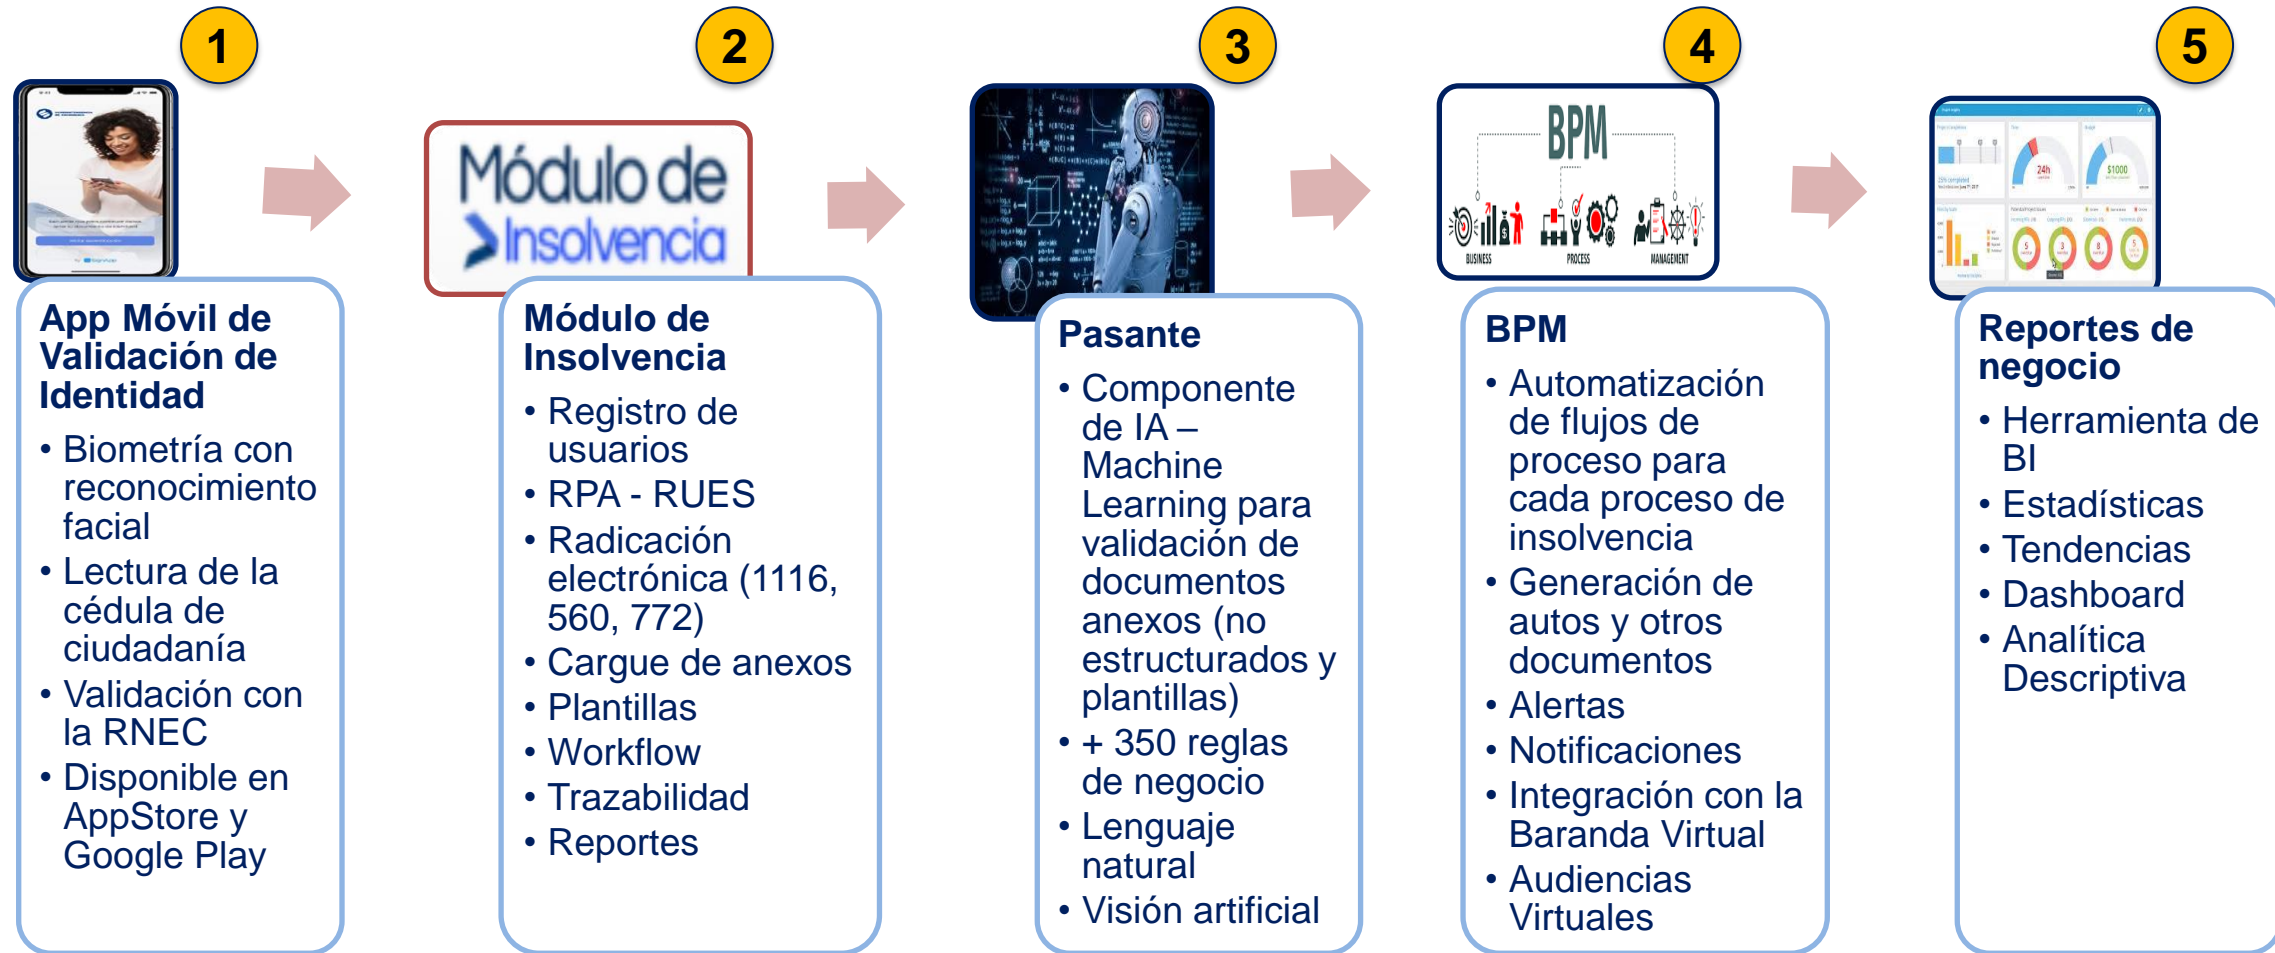 1
2
3
4
5
Módulo de
Insolvencia
BPM
BUSINESS
PROCESS
MANAGEMENT
24h
$1000
App Móvil de
Validación de
Identidad
• Biometría con
reconocimiento
facial
• Lectura de la
cédula de
ciudadanía
• Validación con
la RNEC
• Disponible en
AppStore y
Google Play
Módulo de
Insolvencia
• Registro de
usuarios
• RPA - RUES
• Radicación
electrónica (1116,
560, 772)
• Cargue de anexos
• Plantillas
• Workflow
• Trazabilidad
• Reportes
Pasante
• Componente
de IA –
Machine
Learning para
validación de
documentos
anexos (no
estructurados y
plantillas)
• + 350 reglas
de negocio
• Lenguaje
natural
• Visión artificial
BPM
• Automatización
de flujos de
proceso para
cada proceso de
insolvencia
• Generación de
autos y otros
documentos
• Alertas
• Notificaciones
• Integración con la
Baranda Virtual
• Audiencias
Virtuales
Reportes de
negocio
• Herramienta de
BI
• Estadísticas
• Tendencias
• Dashboard
• Analítica
Descriptiva